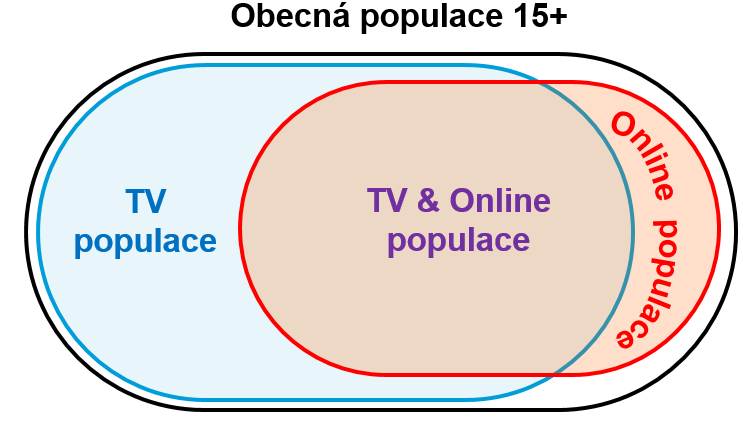 Obecná populace 15+
TV
populace
TV & Online
populace
Online populace